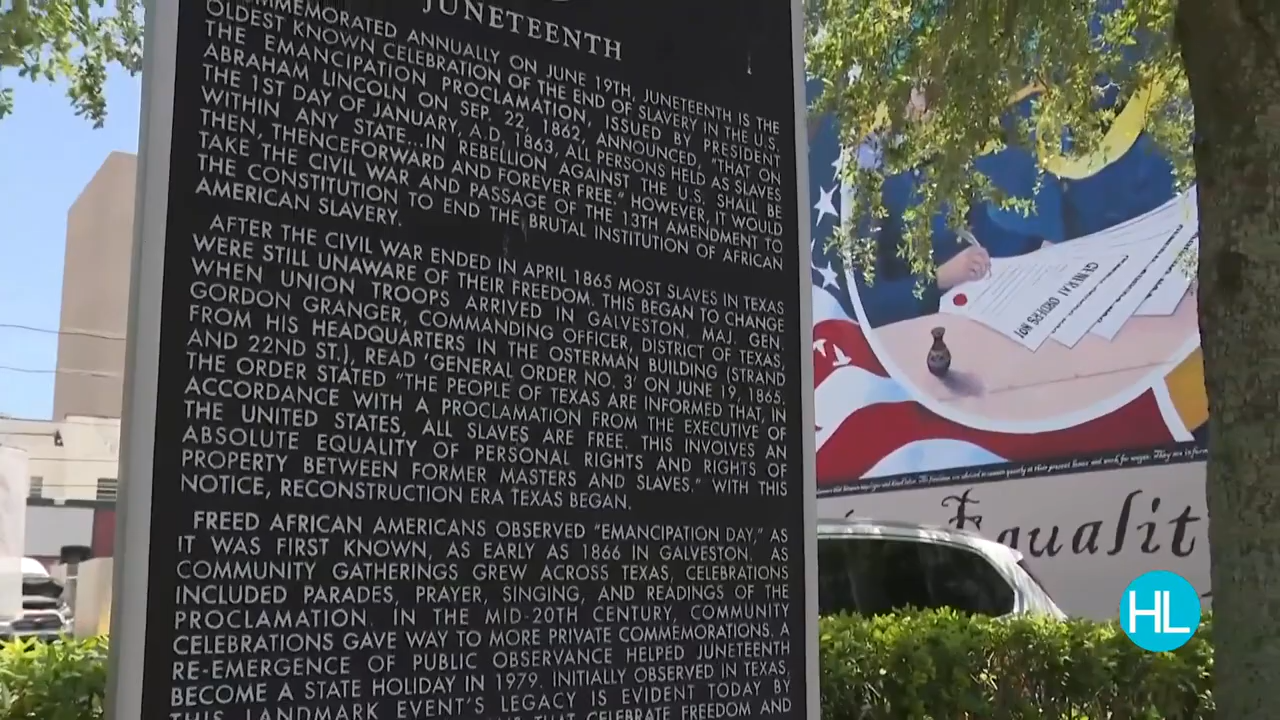 JUNETEENTH
COMMEMORATED ANNUALLY ON JUNE 19TH, JUNETEENTH IS THE
OLDEST KNOWN CELEBRATION OF THE END OF SLAVERY IN THE U.S.
THE EMANCIPATION PROCLAMATION, ISSUED BY PRESIDENT
ABRAHAM LINCOLN ON SEP. 22, 1862, ANNOUNCED, "THAT ON
THE 1ST DAY OF JANUARY, A.D. 1863, ALL PERSONS HELD AS SLAVES
WITHIN ANY STATE...IN REBELLION AGAINST THE U.S. SHALL BE
THEN, THENCEFORWARD AND FOREVER FREE." HOWEVER, IT WOULD
TAKE THE CIVIL WAR AND PASSAGE OF THE 13TH AMENDMENT TO
THE CONSTITUTION TO END THE BRUTAL INSTITUTION OF AFRICAN
AMERICAN SLAVERY.
AFTER THE CIVIL WAR ENDED IN APRIL 1865 MOST SLAVES IN TEXAS
WERE STILL UNAWARE OF THEIR FREEDOM. THIS BEGAN TO CHANGE
WHEN UNION TROOPS ARRIVED IN GALVESTON. MAJ. GEN.
GORDON GRANGER, COMMANDING OFFICER, DISTRICT OF TEXAS,
FROM HIS HEADQUARTERS IN THE OSTERMAN BUILDING (STRAND
AND 22ND ST.), READ 'GENERAL ORDER NO. 3' ON JUNE 19, 1865.
THE ORDER STATED "THE PEOPLE OF TEXAS ARE INFORMED THAT, IN
ACCORDANCE WITH A PROCLAMATION FROM THE EXECUTIVE OF
THE UNITED STATES, ALL SLAVES ARE FREE. THIS INVOLVES AN
ABSOLUTE EQUALITY OF PERSONAL RIGHTS AND RIGHTS OF
PROPERTY BETWEEN FORMER MASTERS AND SLAVES." WITH THIS
NOTICE, RECONSTRUCTION ERA TEXAS BEGAN.
FREED AFRICAN AMERICANS OBSERVED "EMANCIPATION DAY," AS
IT WAS FIRST KNOWN, AS EARLY AS 1866 IN GALVESTON. AS
COMMUNITY GATHERINGS GREW ACROSS TEXAS, CELEBRATIONS
INCLUDED PARADES, PRAYER, SINGING, AND READINGS OF THE
PROCLAMATION. IN THE MID-20TH CENTURY, COMMUNITY
CELEBRATIONS GAVE WAY TO MORE PRIVATE COMMEMORATIONS. A
RE-EMERGENCE OF PUBLIC OBSERVANCE HELPED JUNETEENTH
BECOME A STATE HOLIDAY IN 1979. INITIALLY OBSERVED IN TEXAS,
THIS LANDMARK EVENT'S LEGACY IS EVIDENT TODAY BY
THAT CELEBRATE FREEDOM AND
GENERAL ORDERS NO
Equalit
HL